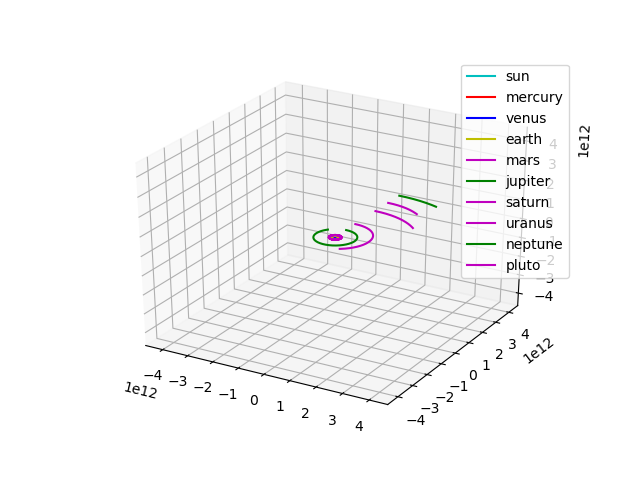 sun
mercury
venus
earth
mars
jupiter
saturn
uranus
neptune
pluto
1e12
4
3
2
1
−2
−3
−4
−4 −3 −2 −1 0 1 2 3 4
1e12
−4 −3 −2 −1 0 1 2 3 4
1e12